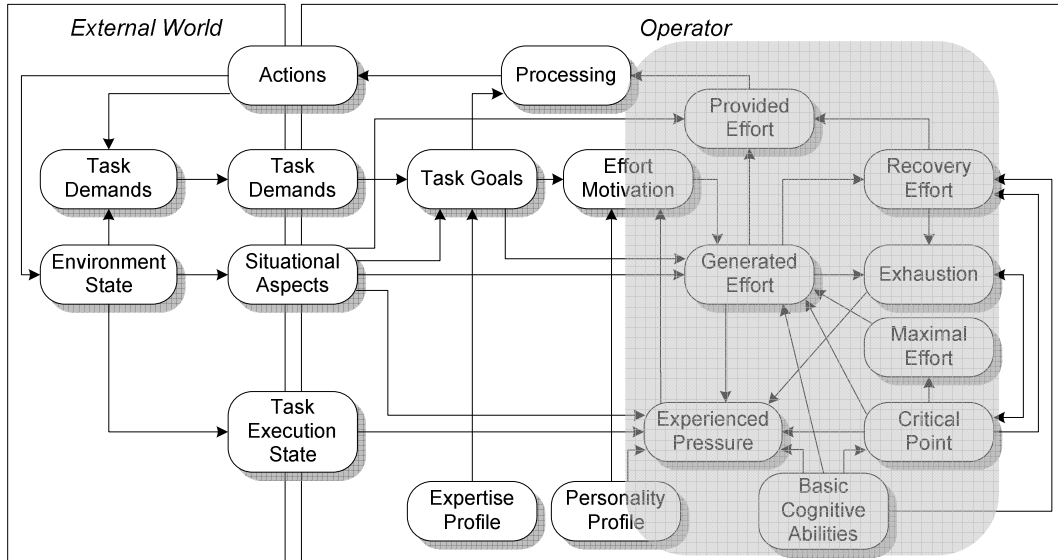 External World
Operator
Actions
Processing
Provided
Effort
Task
Demands
Task
Demands
Task Goals
Effort
Motivation
Recovery
Effort
Environment
State
Situational
Aspects
Generated
Effort
Exhaustion
Maximal
Effort
Task
Execution
State
Experienced
Pressure
Critical
Point
Expertise
Profile
Personality
Profile
Basic
Cognitive
Abilities